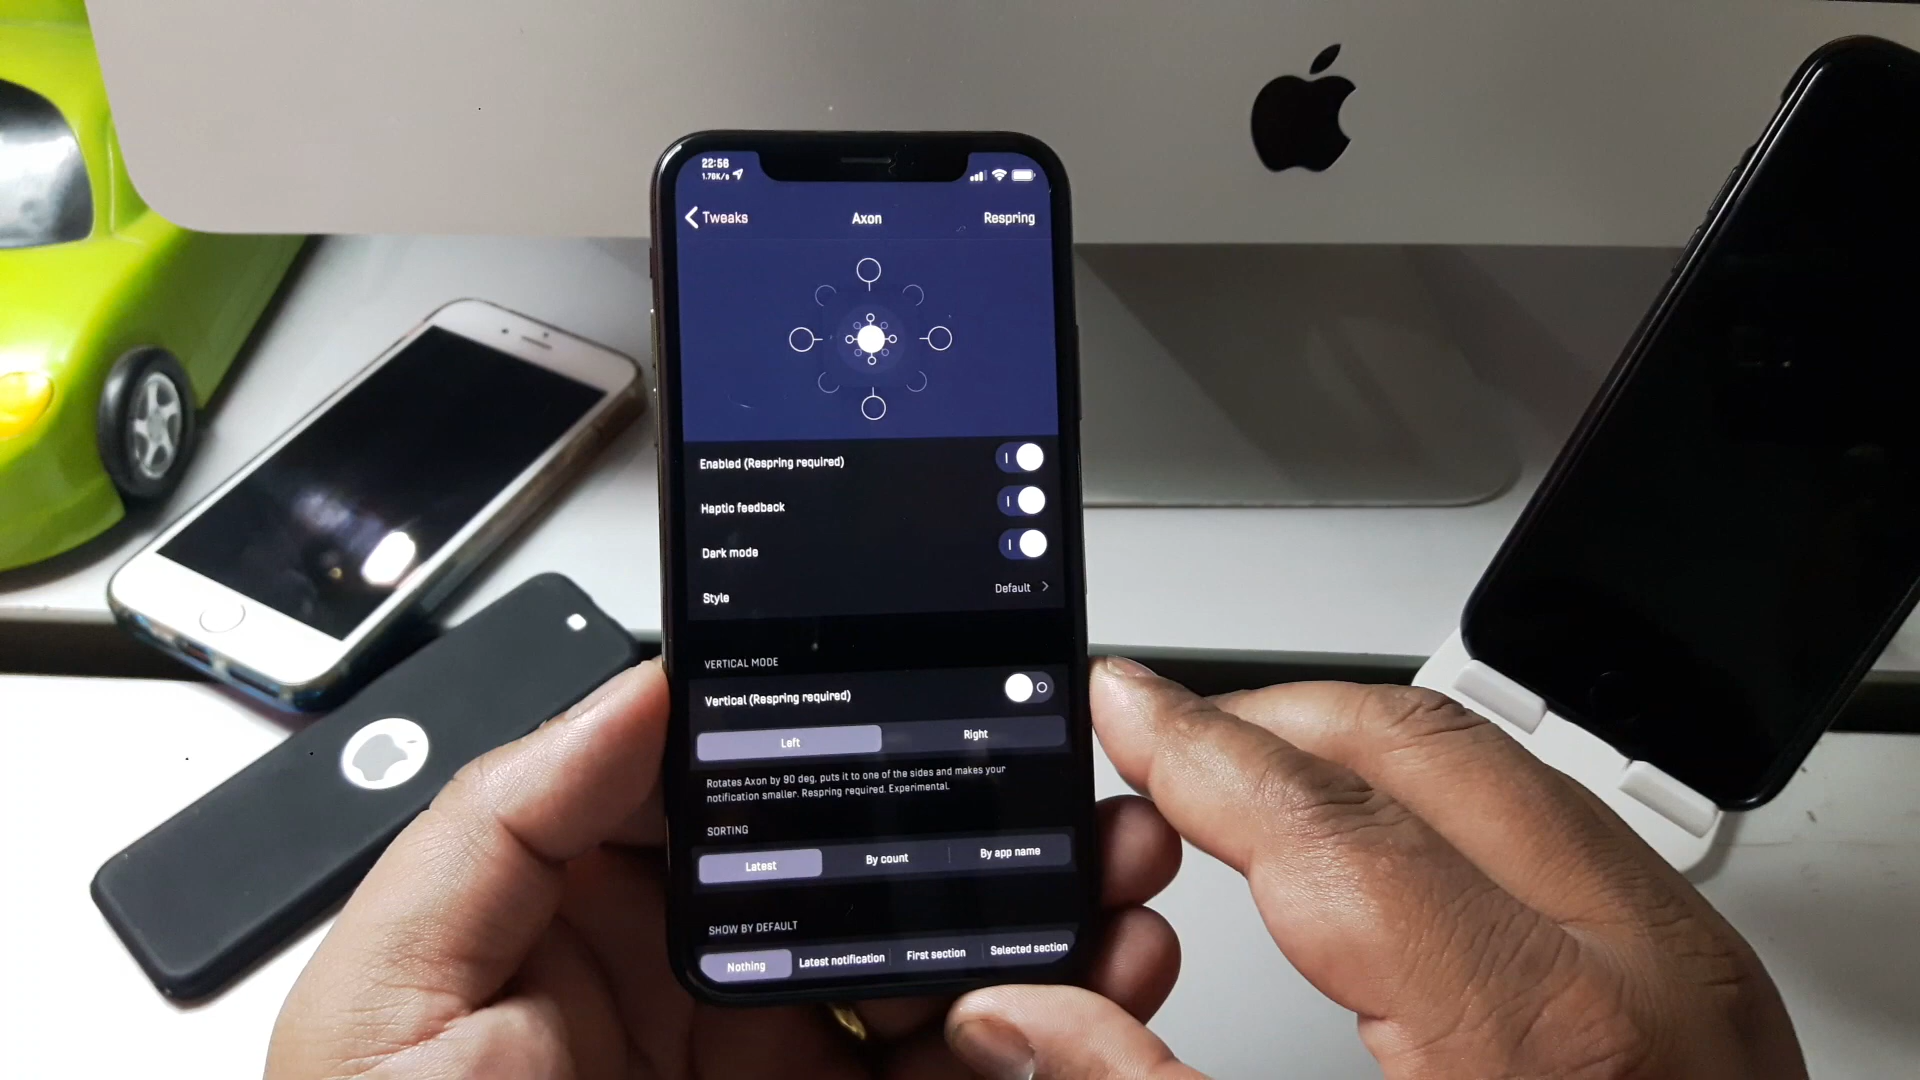 22:56
1.70K/s
Tweaks Axon Respring
Enabled (Respring required)
Haptic feedback
Dark mode
Style Default
VERTICAL MODE
Vertical (Respring required)
Left Right
Rotates Axon by 90 deg, puts it to one of the sides and makes your
notification smaller. Respring required. Experimental.
SORTING
Latest By count By app name
SHOW BY DEFAULT
Nothing Latest notification First section Selected section